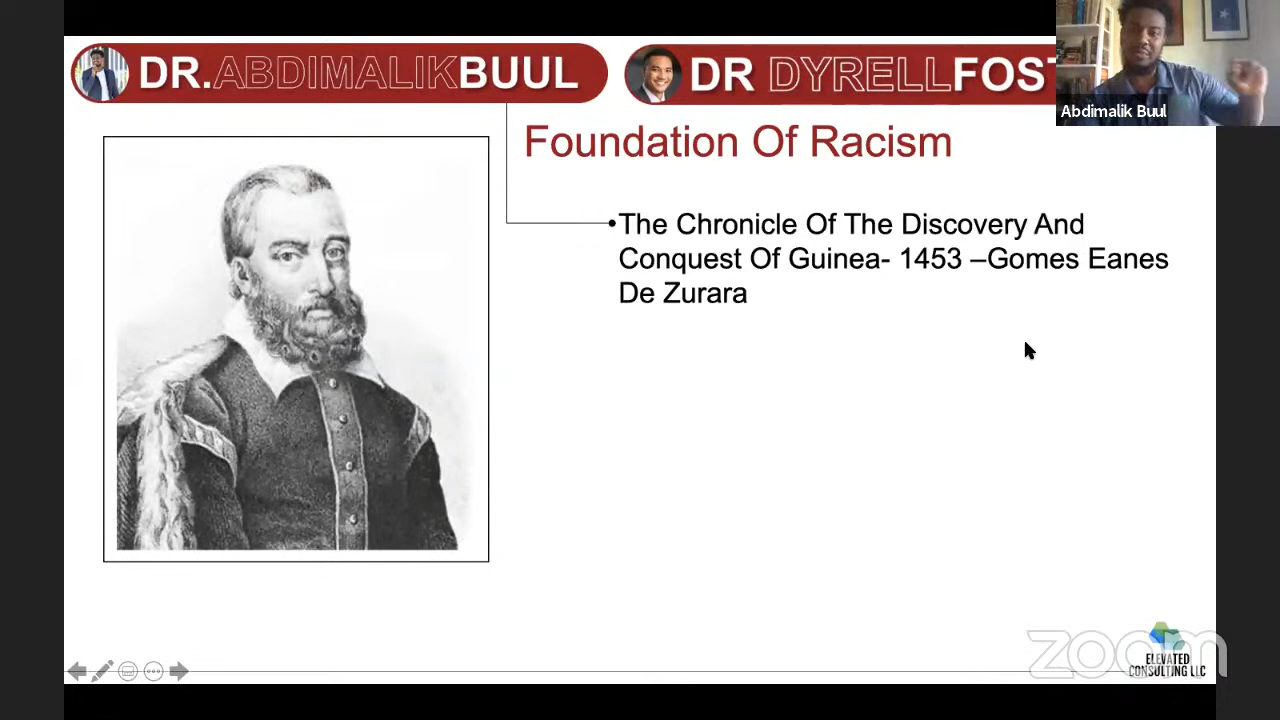 DR.ABDIMALIKBUUL
DR DYRELLFOST
Abdimalik Buul
Foundation Of Racism
•The Chronicle Of The Discovery And
Conquest Of Guinea- 1453 –Gomes Eanes
De Zurara
zoom
ELEVATED
CONSULTING LLC